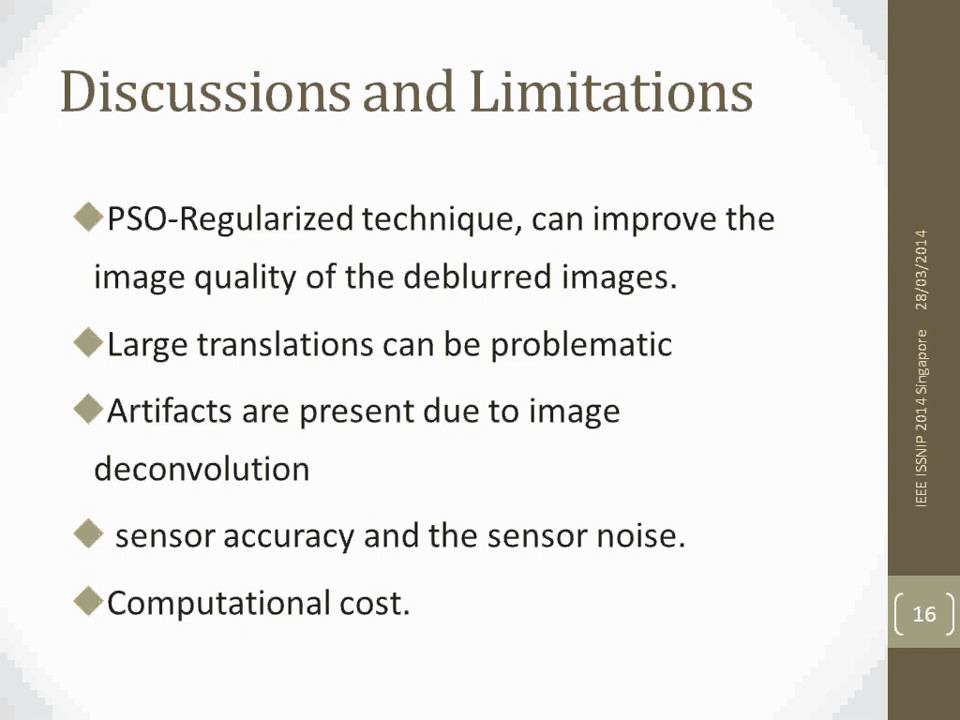 Discussions and Limitations
PSO-Regularized technique, can improve the
image quality of the deblurred images.
Large translations can be problematic
Artifacts are present due to image
deconvolution
sensor accuracy and the sensor noise.
Computational cost.
IEEE ISSNIP 2014 Singapore 28/03/2014
16